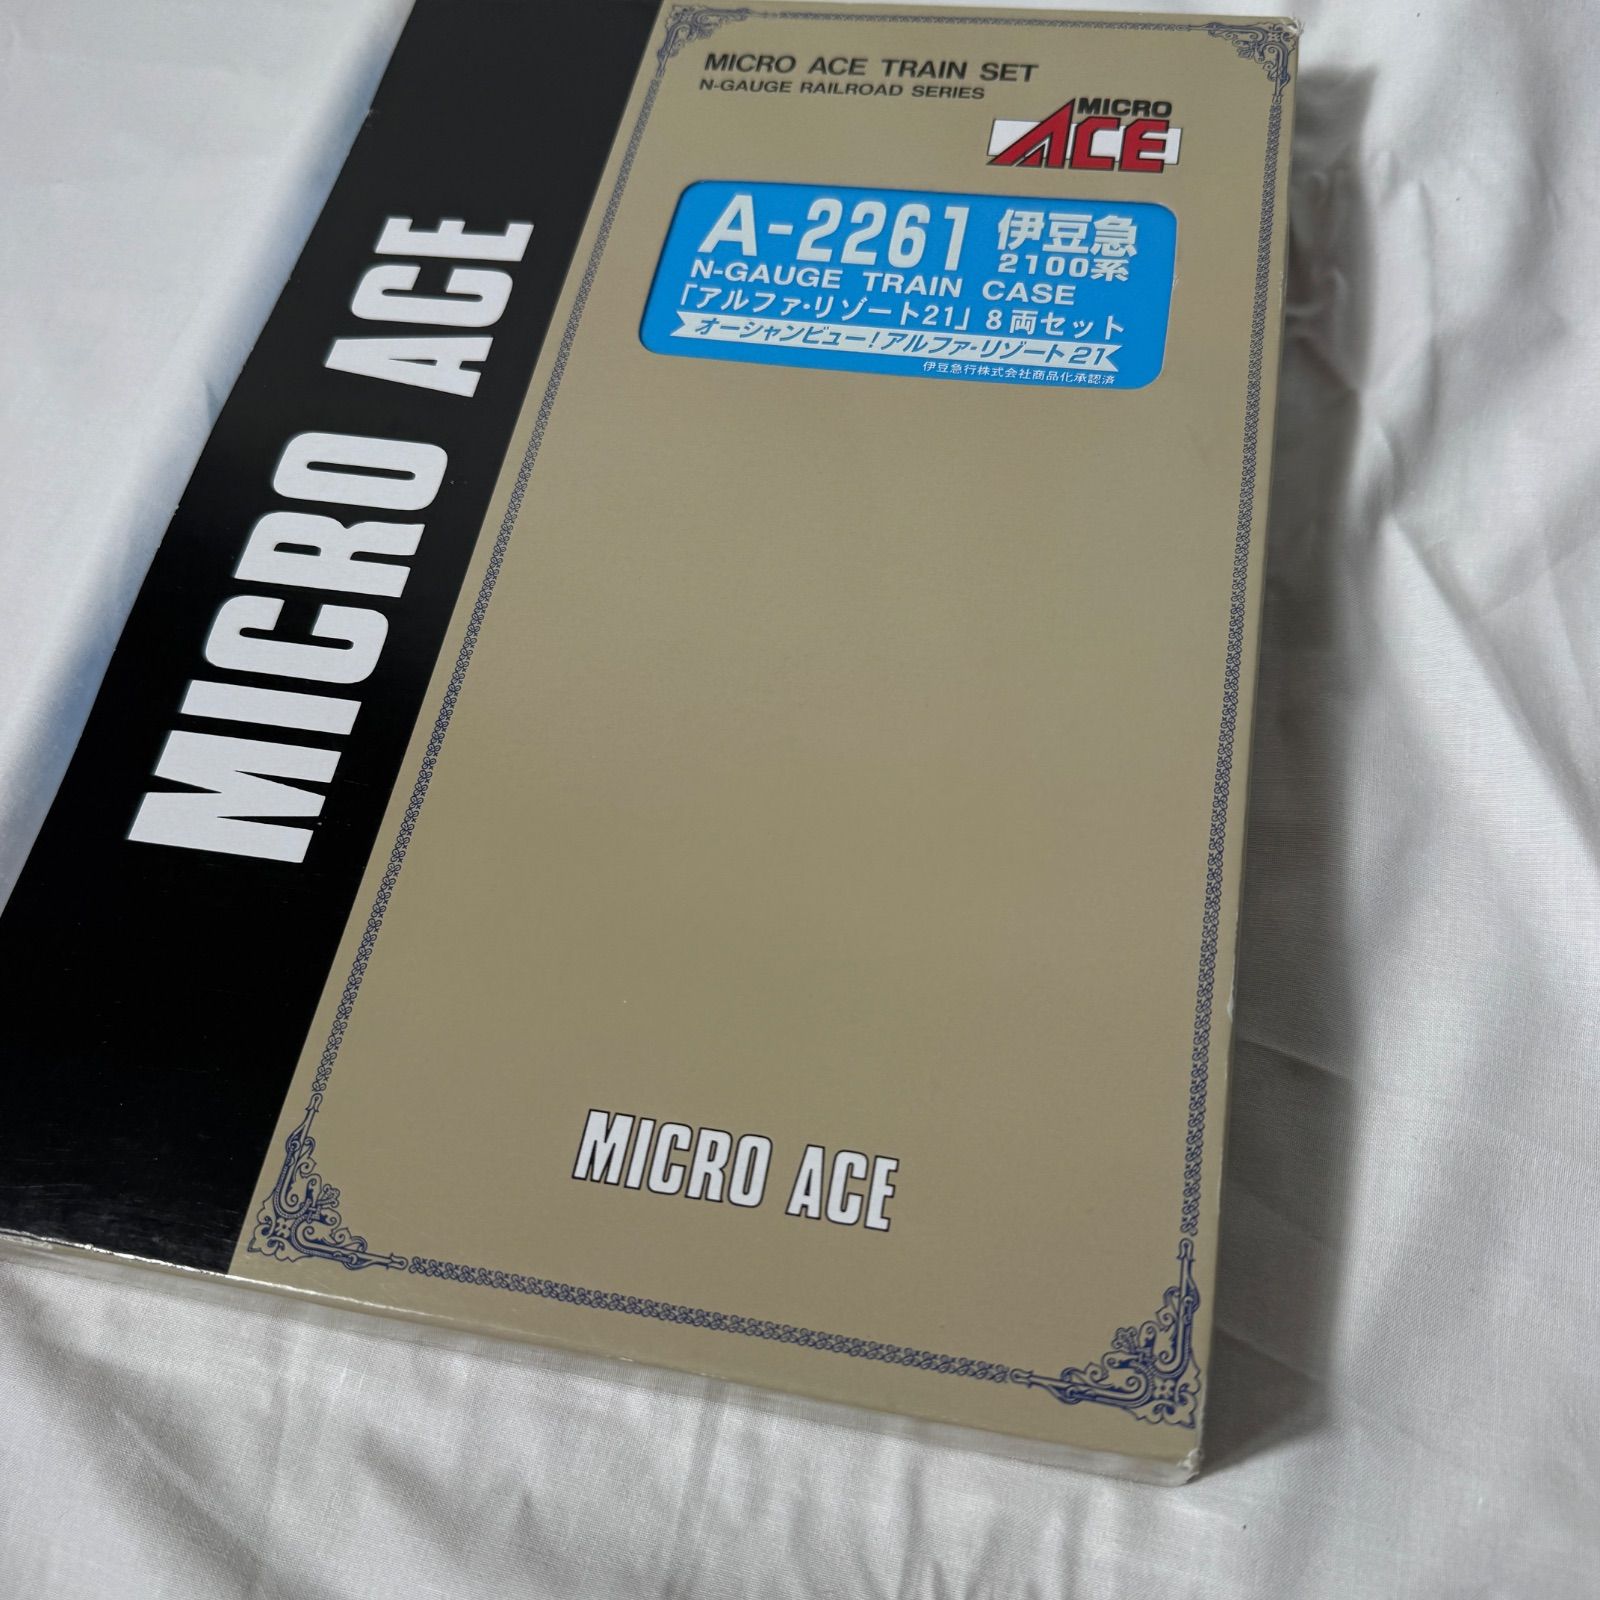 MICRO ACE TRAIN SET
N-GAUGE RAILROAD SERIES
MICRO
ACE
A-2261 伊豆急
2100系
N-GAUGE TRAIN CASE
「アルファ・リゾート21」8両セット
オーシャンビュー!アルファ・リゾート21
伊豆急行株式会社商品化承認済
MICRO ACE
MICRO ACE